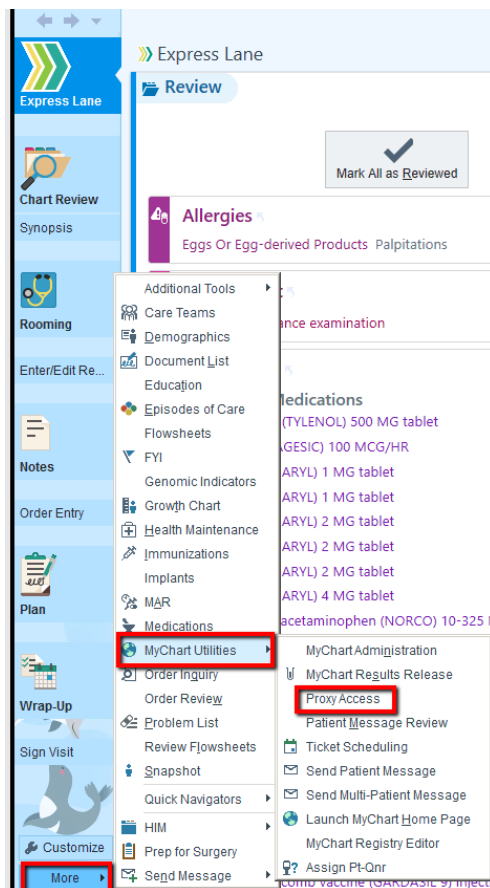 Express Lane
Chart Review
Synopsis
Rooming
Enter/Edit Re...
Notes
Order Entry
Plan
Wrap-Up
Sign Visit
Customize
More
Express Lane
Review
Mark All as Reviewed
Allergies
Eggs Or Egg-derived Products Palpitations
ance examination
Medications
(TYLENOL) 500 MG tablet
GESIC) 100 MCG/HR
ARYL) 1 MG tablet
ARYL) 1 MG tablet
ARYL) 2 MG tablet
ARYL) 2 MG tablet
ARYL) 2 MG tablet
ARYL) 4 MG tablet
acetaminophen (NORCO) 10-325
Additional Tools
Care Teams
Demographics
Document List
Education
Episodes of Care
Flowsheets
FYI
Genomic Indicators
Growth Chart
Health Maintenance
Immunizations
Implants
MAR
Medications
MyChart Utilities
Order Inquiry
Order Review
Problem List
Review Flowsheets
Snapshot
Quick Navigators
HIM
Prep for Surgery
Send Message
MyChart Administration
MyChart Results Release
Proxy Access
Patient Message Review
Ticket Scheduling
Send Patient Message
Send Multi-Patient Message
Launch MyChart Home Page
MyChart Registry Editor
Assign Pt-Qnr